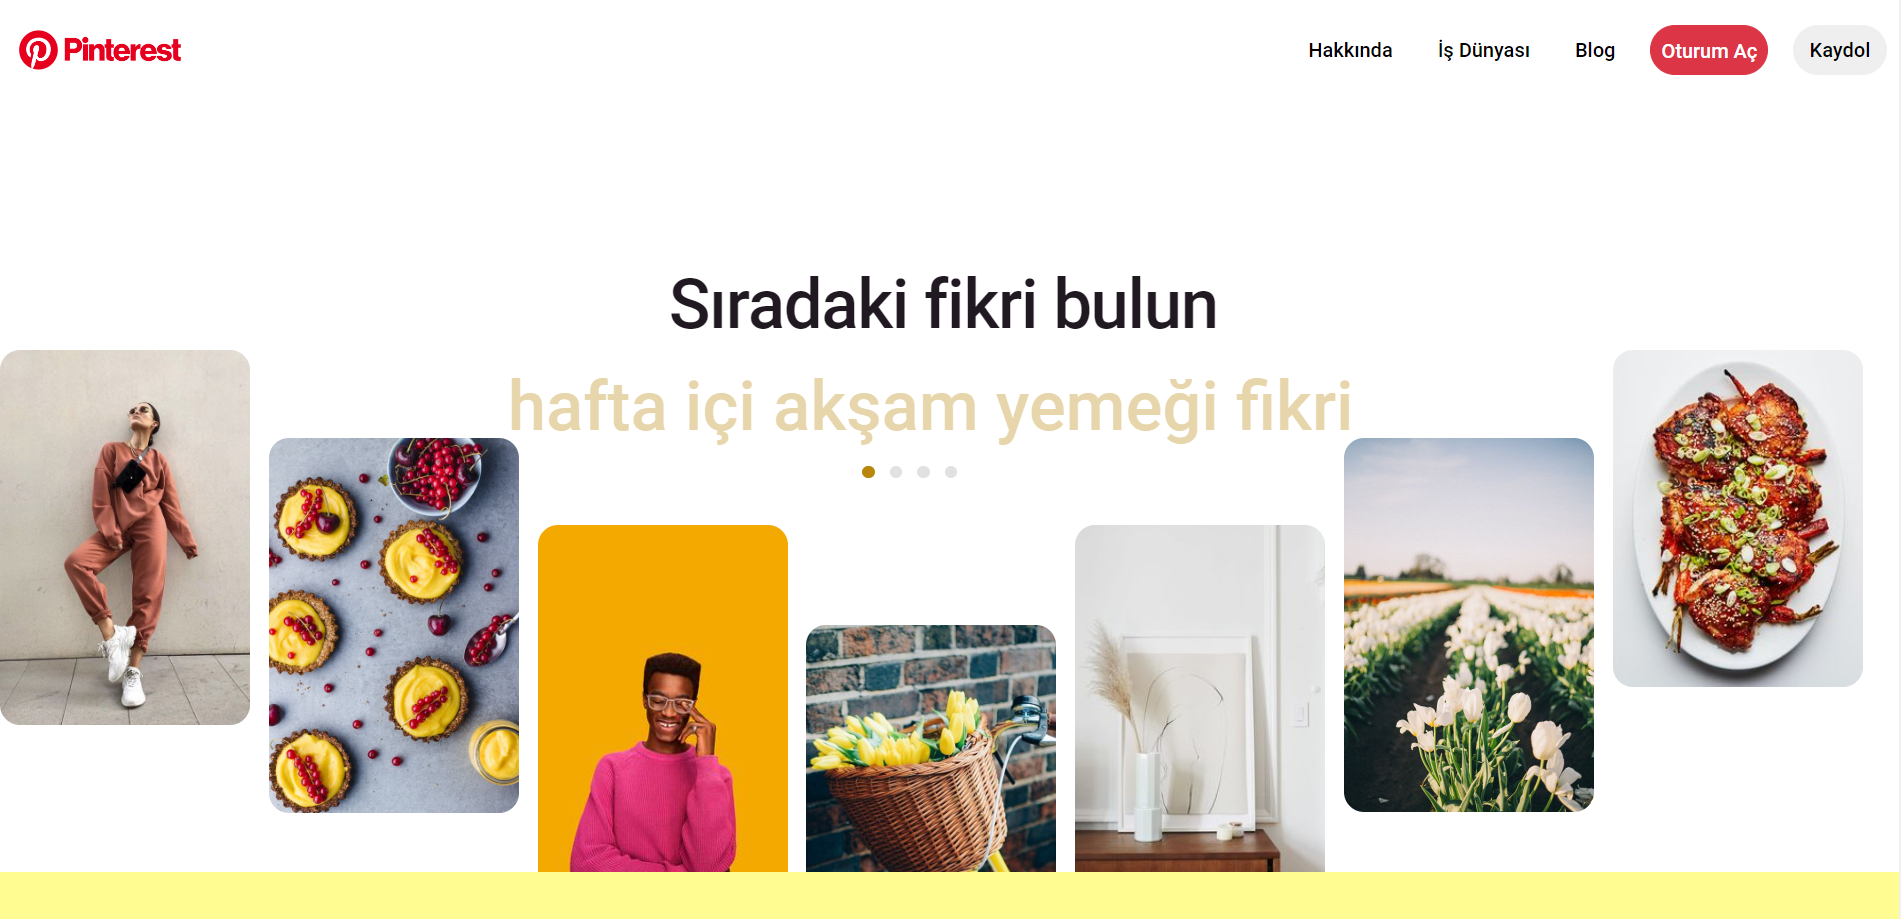 Pinterest
Hakkında
İş Dünyası
Blog
Oturum Aç
Kaydol
Sıradaki fikri bulun
hafta içi akşam yemeği fikri